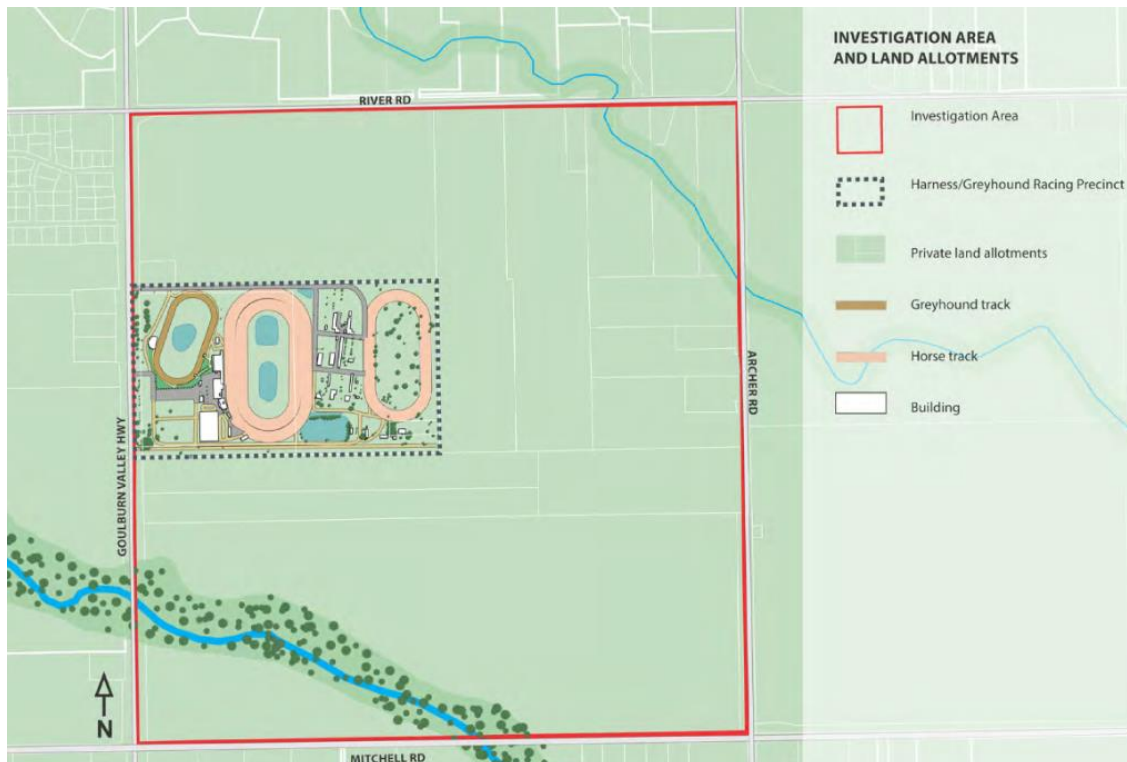 INVESTIGATION AREA
AND LAND ALLOTMENTS
RIVER RD
Investigation Area
Harness/Greyhound Racing Precinct
Private land allotments
Greyhound track
Horse track
Building
ARCHER RD
GOULBURN VALLEY HWY
N
MITCHELL RD